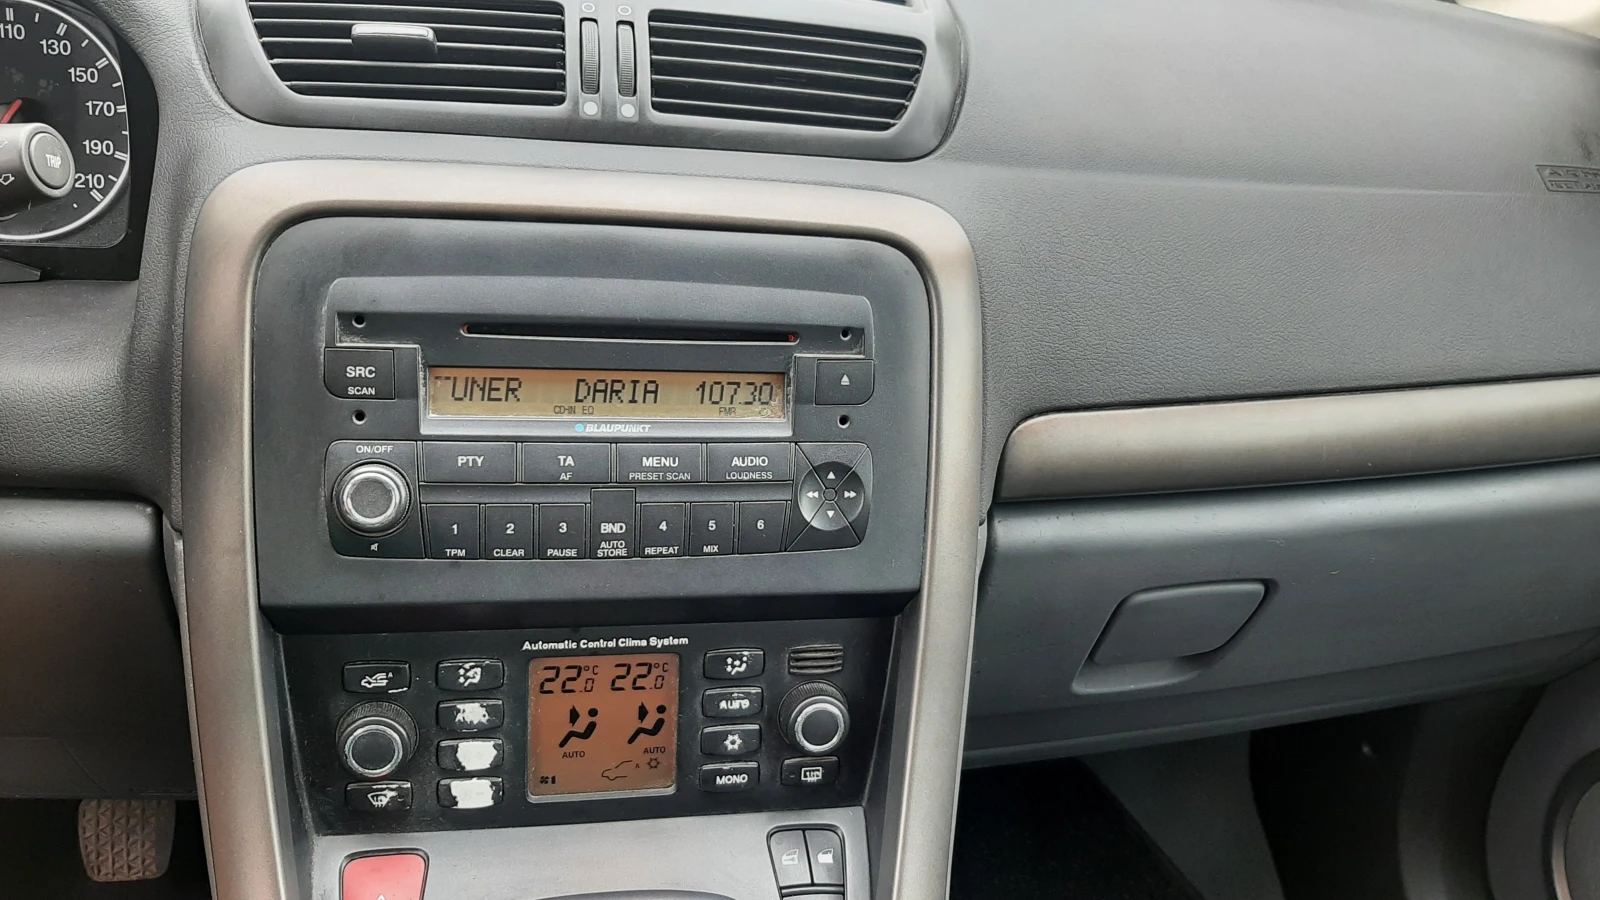 110
130
150
170
190
210
TRIP
SRC
SCAN
TUNER DARIA 107.30
CD-IN EQ FMR
BLAUPUNKT
ON/OFF
PTY TA MENU AUDIO
AF PRESET SCAN LOUDNESS
1 2 3 BND 4 5 6
TPM CLEAR PAUSE AUTO STORE REPEAT MIX
Automatic Control Clima System
22.0°C 22.0°C
AUTO AUTO
A
1
AUTO
MONO